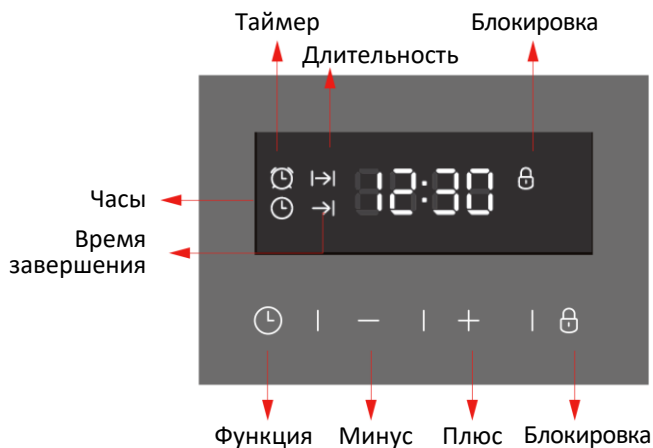 Таймер
Блокировка
Длительность
12:30
Часы
Время
завершения
Функция
Минус
Плюс
Блокировка